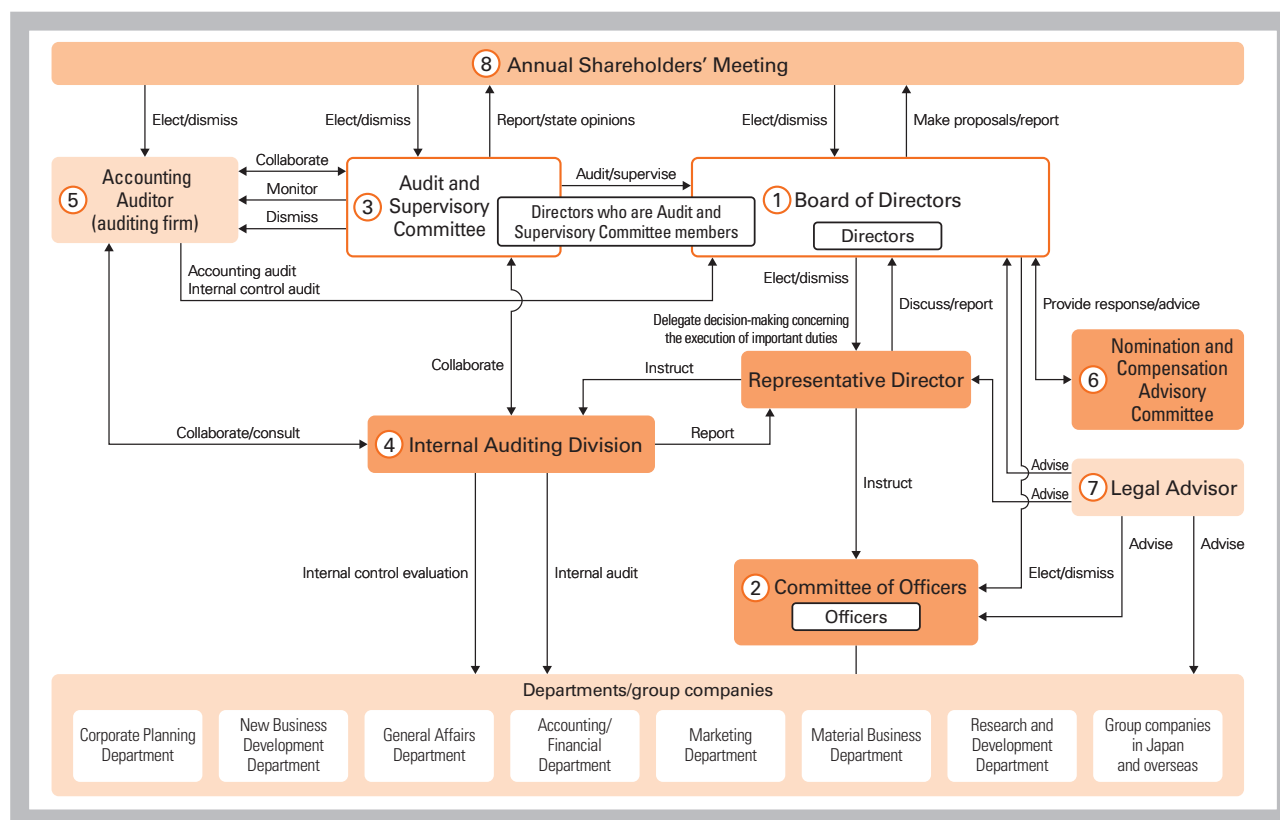 8 Annual Shareholders' Meeting
Elect/dismiss
Elect/dismiss
Report/state opinions
Elect/dismiss
Make proposals/report
5
Accounting
Auditor
(auditing firm)
Collaborate
Monitor
Dismiss
3
Audit and
Supervisory
Committee
Audit/supervise
Directors who are Audit and
Supervisory Committee members
1 Board of Directors
Directors
Accounting audit
Internal control audit
Elect/dismiss
Discuss/report
Provide response/advice
Delegate decision-making concerning
the execution of important duties
Collaborate
Instruct
Representative Director
6
Nomination and
Compensation
Advisory
Committee
Collaborate/consult
4 Internal Auditing Division
Report
Advise
Advise
7 Legal Advisor
Instruct
Advise
Advise
Internal control evaluation
Internal audit
Elect/dismiss
2 Committee of Officers
Officers
Departments/group companies
Corporate Planning
Department
New Business
Development
Department
General Affairs
Department
Accounting/
Financial
Department
Marketing
Department
Material Business
Department
Research and
Development
Department
Group companies
in Japan
and overseas